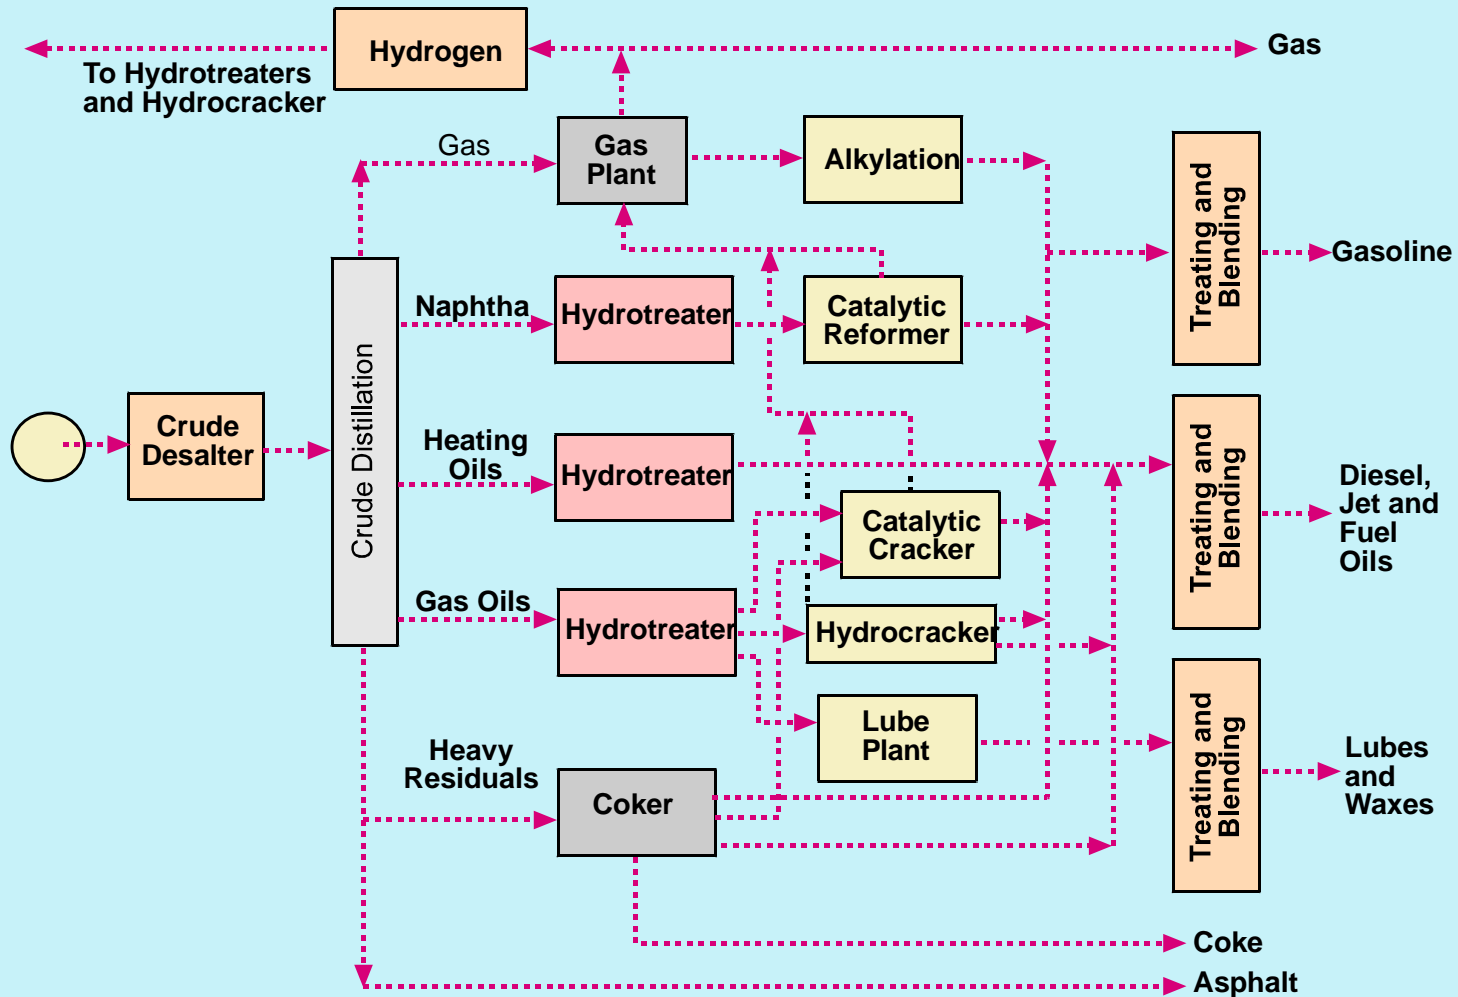 Hydrogen
Gas
To Hydrotreaters
and Hydrocracker
Gas
Gas
Plant
Alkylation
Treating and
Blending
Gasoline
Naphtha
Hydrotreater
Catalytic
Reformer
Crude Distillation
Crude
Desalter
Heating
Oils
Hydrotreater
Treating and
Blending
Diesel,
Jet and
Fuel
Oils
Catalytic
Cracker
Gas Oils
Hydrotreater
Hydrocracker
Lube
Plant
Treating and
Blending
Lubes
and
Waxes
Heavy
Residuals
Coker
Coke
Asphalt